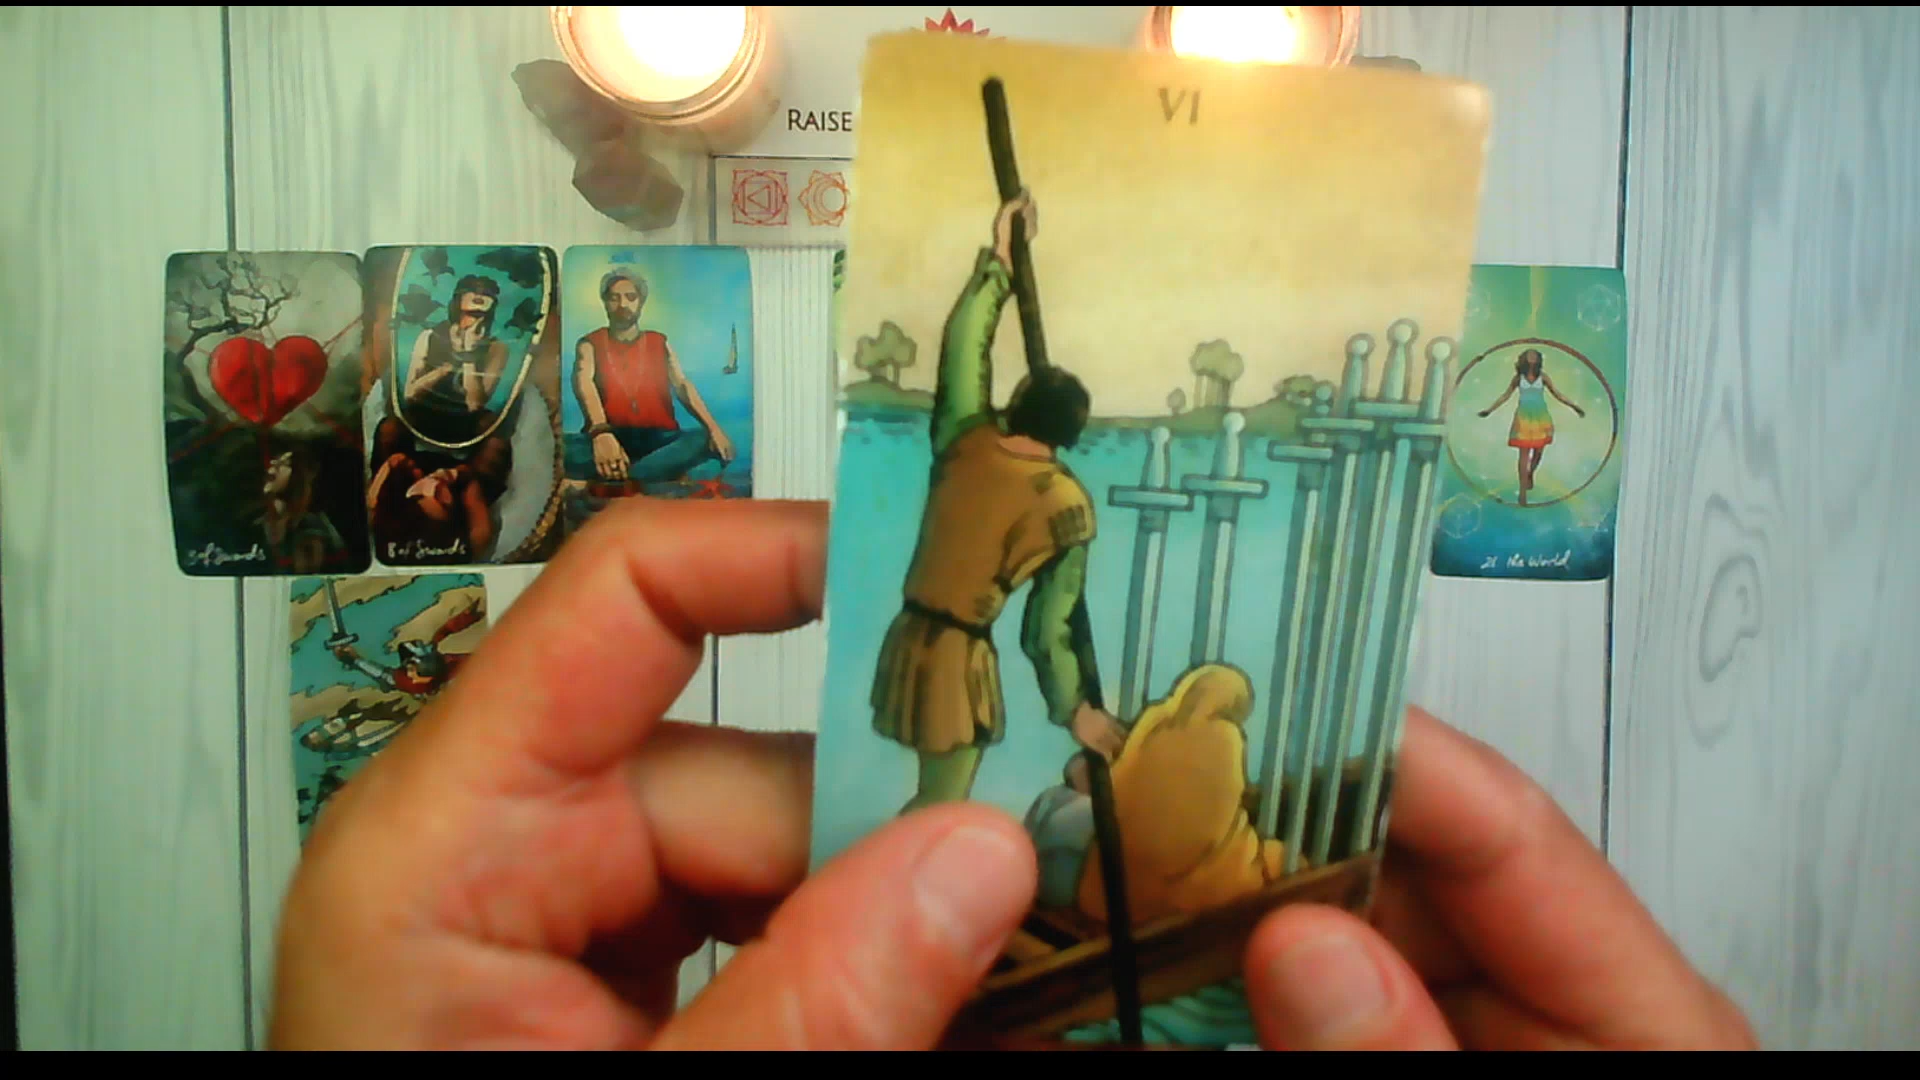 RAISE
VI
3 of Swords
8 of Swords
21 The World